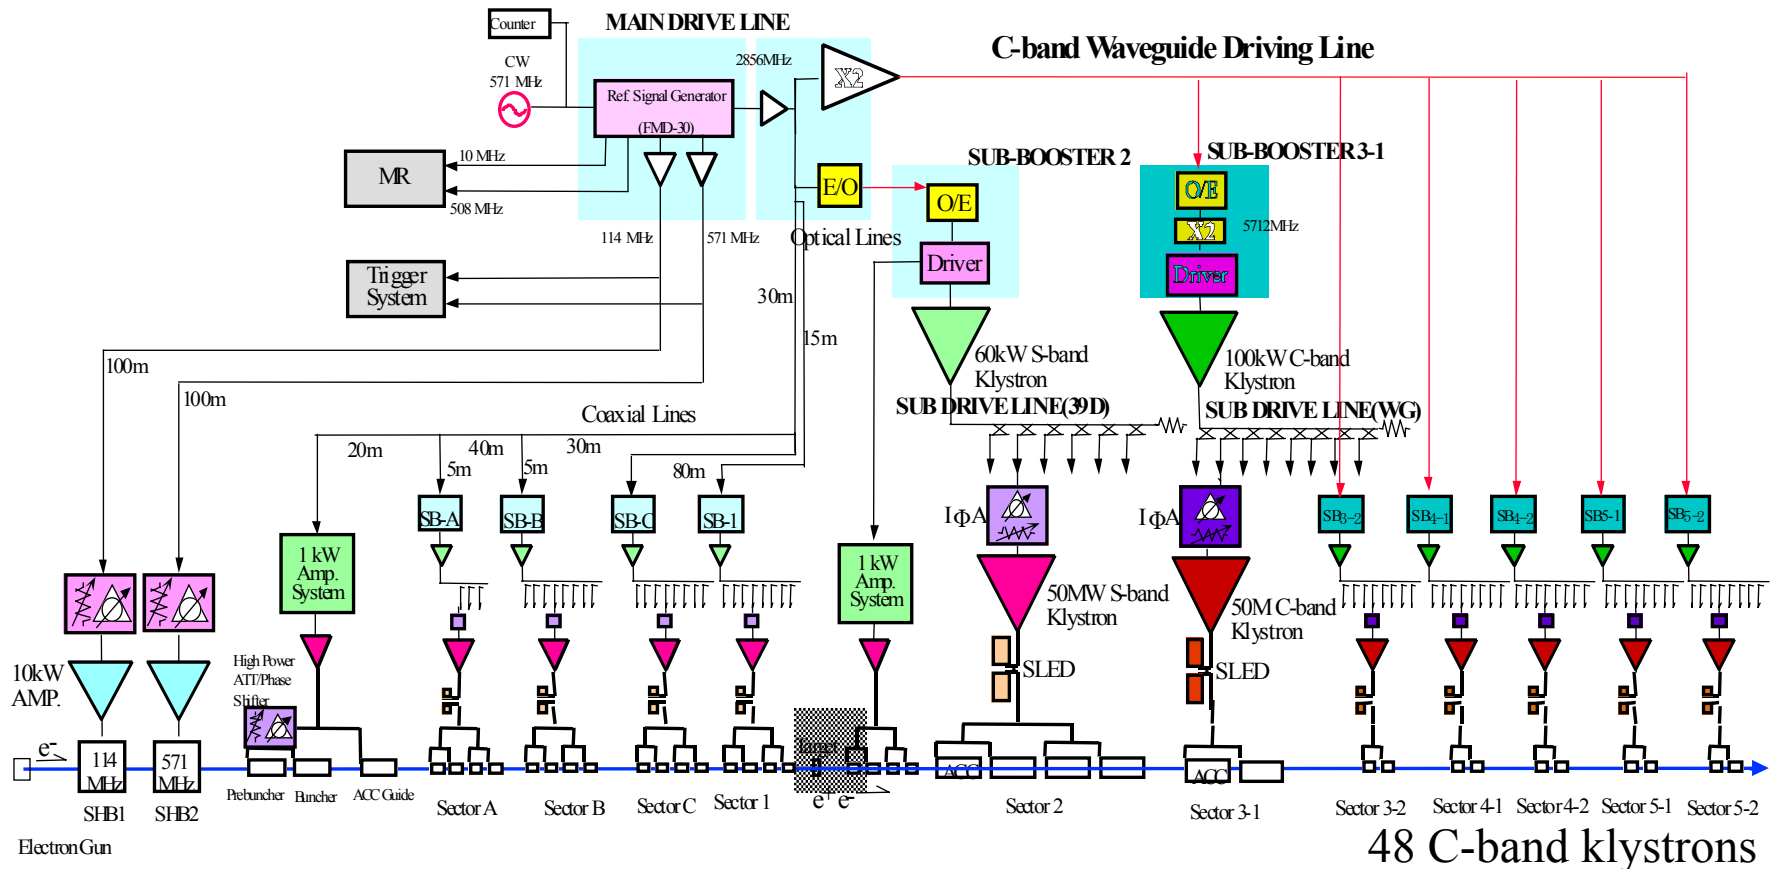 Counter
MAIN DRIVE LINE
C-band Waveguide Driving Line
CW
571 MHz
2856MHz
X2
Ref. Signal Generator
(FMD-30)
10 MHz
MR
508 MHz
SUB-BOOSTER 2
SUB-BOOSTER 3-1
E/O
O/E
O/E
X2
5712MHz
114 MHz
571 MHz
Optical Lines
Driver
Driver
Trigger
System
30m
15m
100m
100m
60kW S-band
Klystron
100kW C-band
Klystron
SUB DRIVE LINE(39D)
SUB DRIVE LINE(WG)
Coaxial Lines
20m
40m
30m
5m
5m
80m
SB-A
SB-B
SB-C
SB-1
IΦA
IΦA
SB3-2
SB4-1
SB4-2
SB5-1
SB5-2
1 kW
Amp.
System
1 kW
Amp.
System
50MW S-band
Klystron
50M C-band
Klystron
10kW
AMP.
High Power
ATT/Phase
Shifter
SLED
SLED
e-
114
MHz
571
MHz
Target
ACC
ACC
Prebuncher
Buncher
ACC Guide
e+ e-
SHB1
SHB2
Sector A
Sector B
Sector C
Sector 1
Sector 2
Sector 3-1
Sector 3-2
Sector 4-1
Sector 4-2
Sector 5-1
Sector 5-2
Electron Gun
48 C-band klystrons